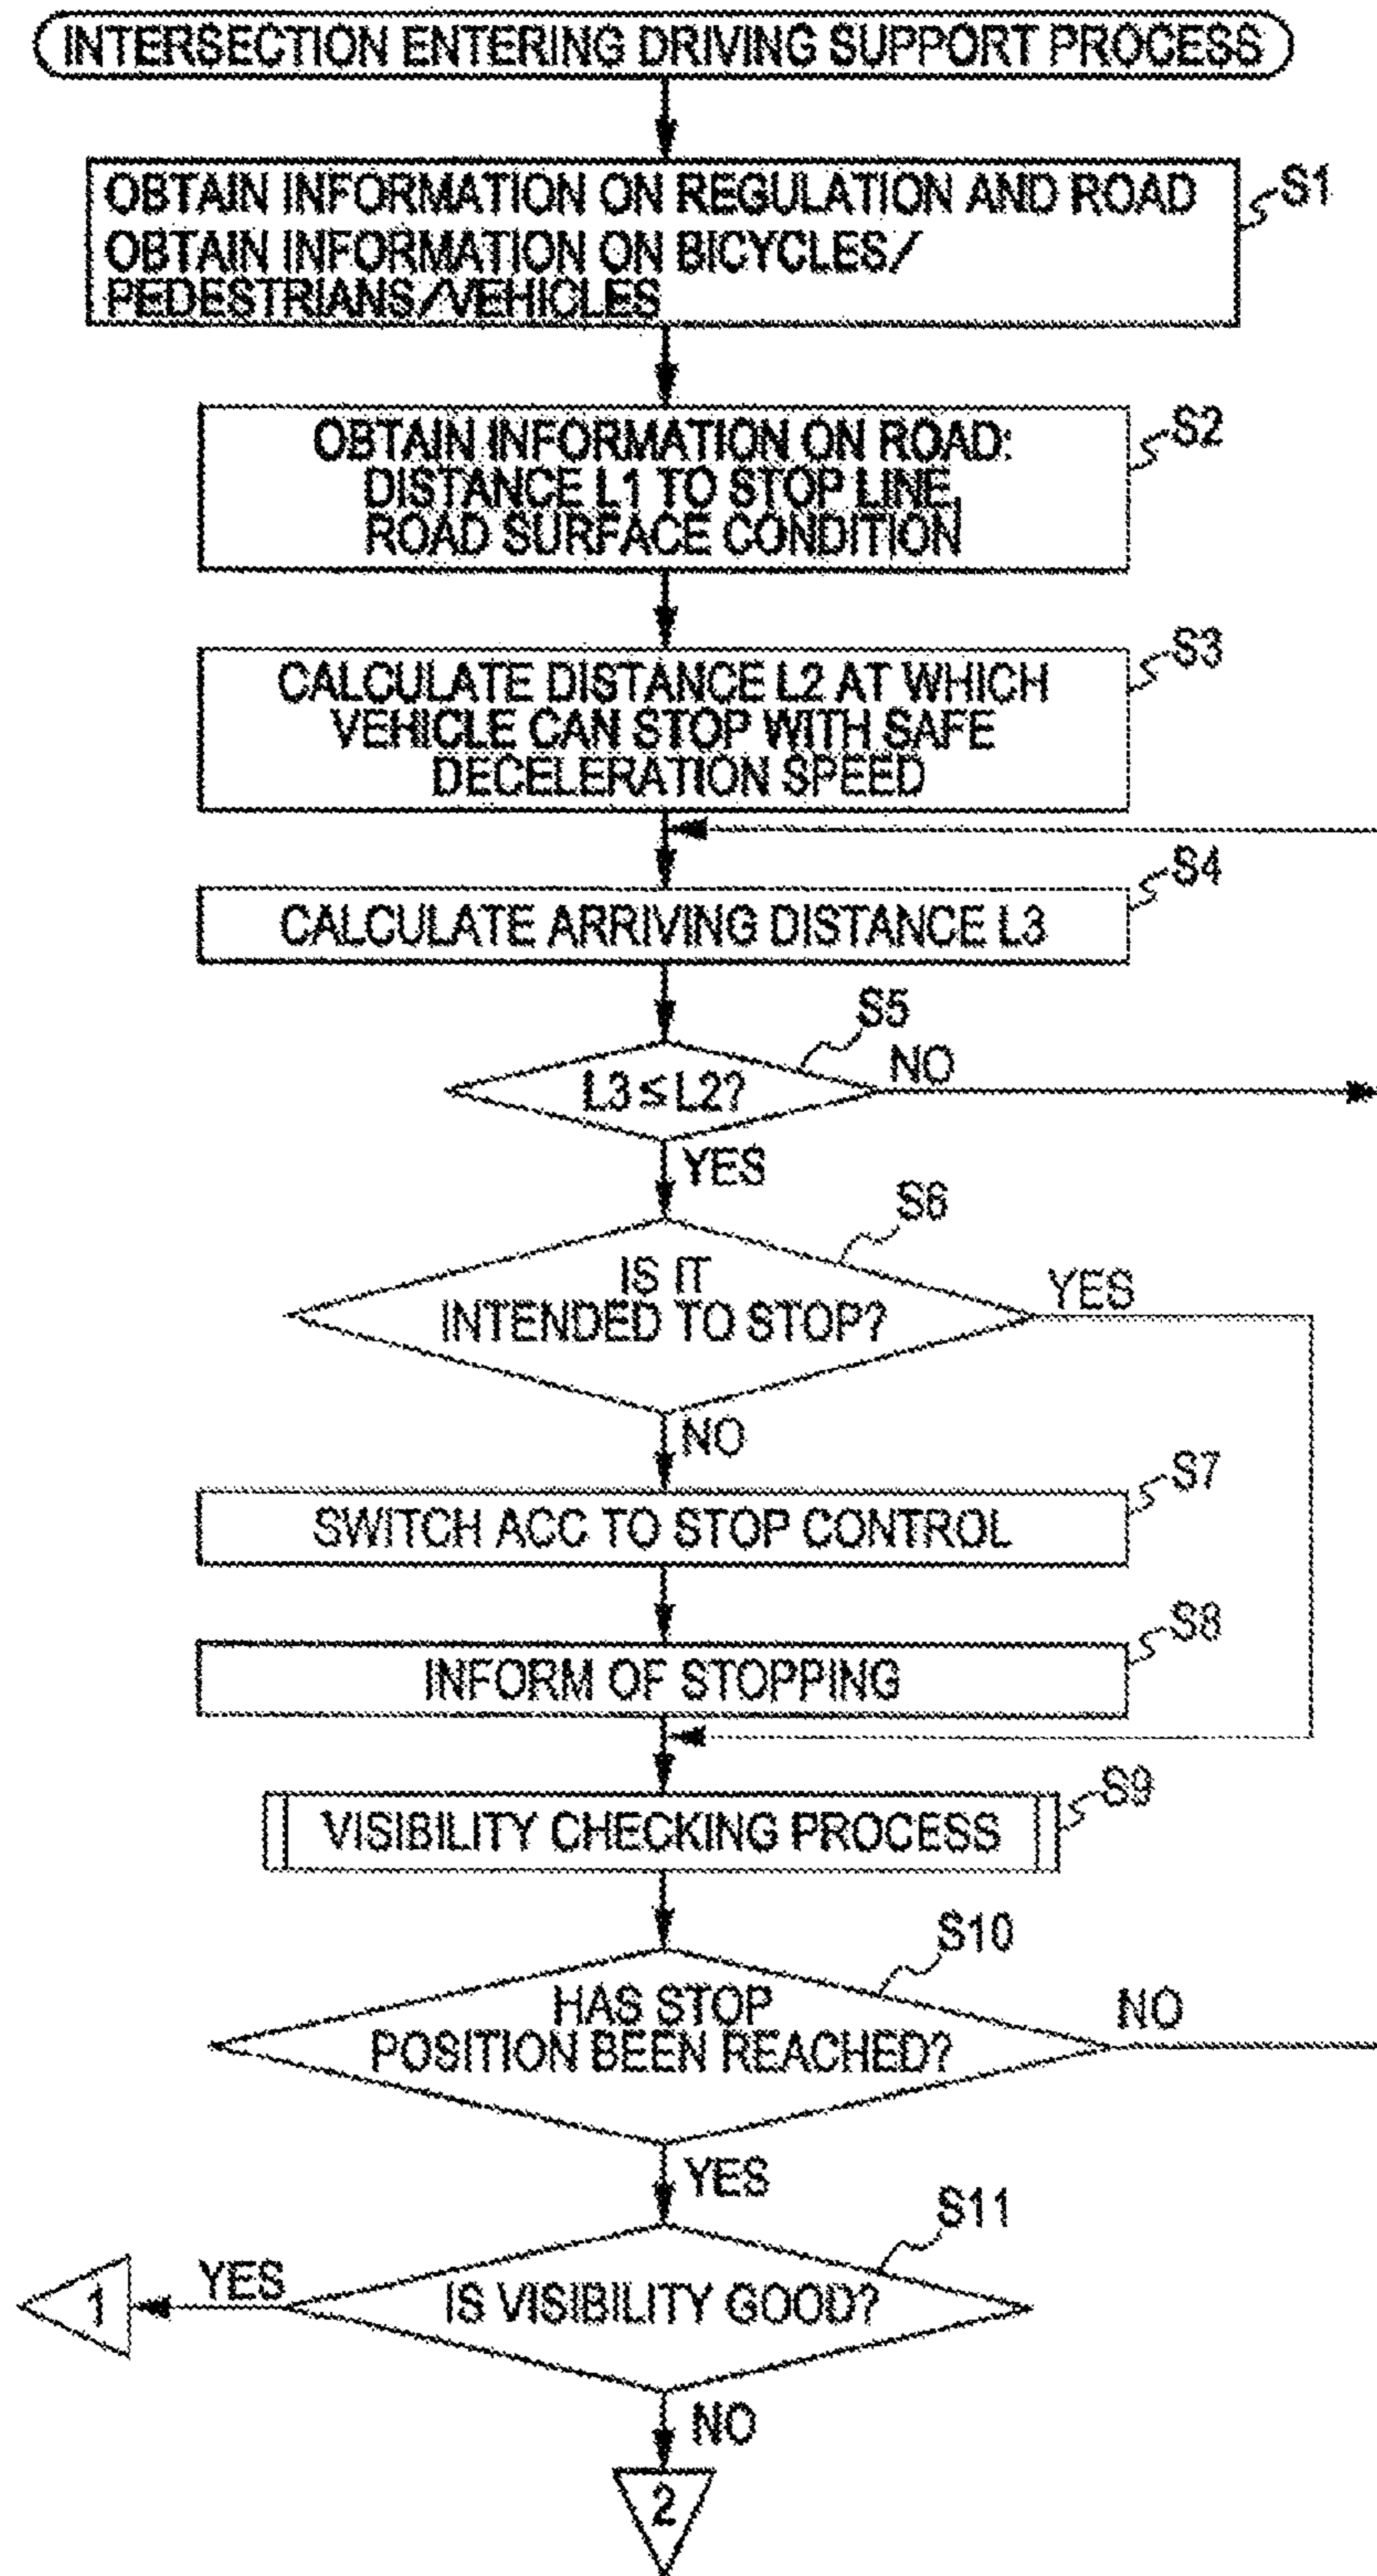 INTERSECTION ENTERING DRIVING SUPPORT PROCESS
OBTAIN INFORMATION ON REGULATION AND ROAD
OBTAIN INFORMATION ON BICYCLES/
PEDESTRIANS/VEHICLES
S1
OBTAIN INFORMATION ON ROAD:
DISTANCE L1 TO STOP LINE,
ROAD SURFACE CONDITION
S2
CALCULATE DISTANCE L2 AT WHICH
VEHICLE CAN STOP WITH SAFE
DECELERATION SPEED
S3
CALCULATE ARRIVING DISTANCE L3
S4
L3 ≤ L2?
S5
NO
YES
IS IT
INTENDED TO STOP?
S6
YES
NO
SWITCH ACC TO STOP CONTROL
S7
INFORM OF STOPPING
S8
VISIBILITY CHECKING PROCESS
S9
HAS STOP
POSITION BEEN REACHED?
S10
NO
YES
IS VISIBILITY GOOD?
S11
YES
1
NO
2